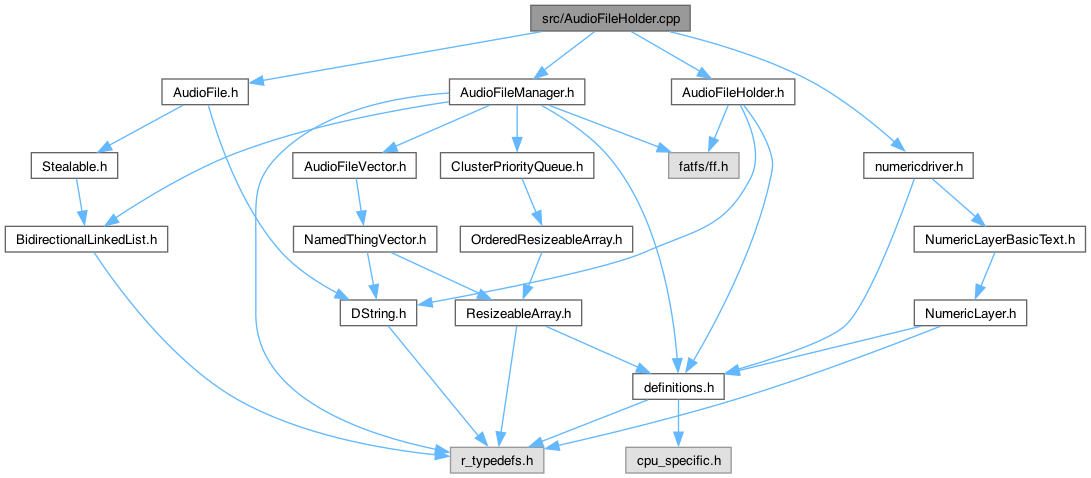 src/AudioFileHolder.cpp
AudioFile.h
AudioFileManager.h
AudioFileHolder.h
Stealable.h
AudioFileVector.h
ClusterPriorityQueue.h
fatfs/ff.h
numericdriver.h
BidirectionalLinkedList.h
NamedThingVector.h
OrderedResizeableArray.h
NumericLayerBasicText.h
DString.h
ResizeableArray.h
NumericLayer.h
definitions.h
r_typedefs.h
cpu_specific.h